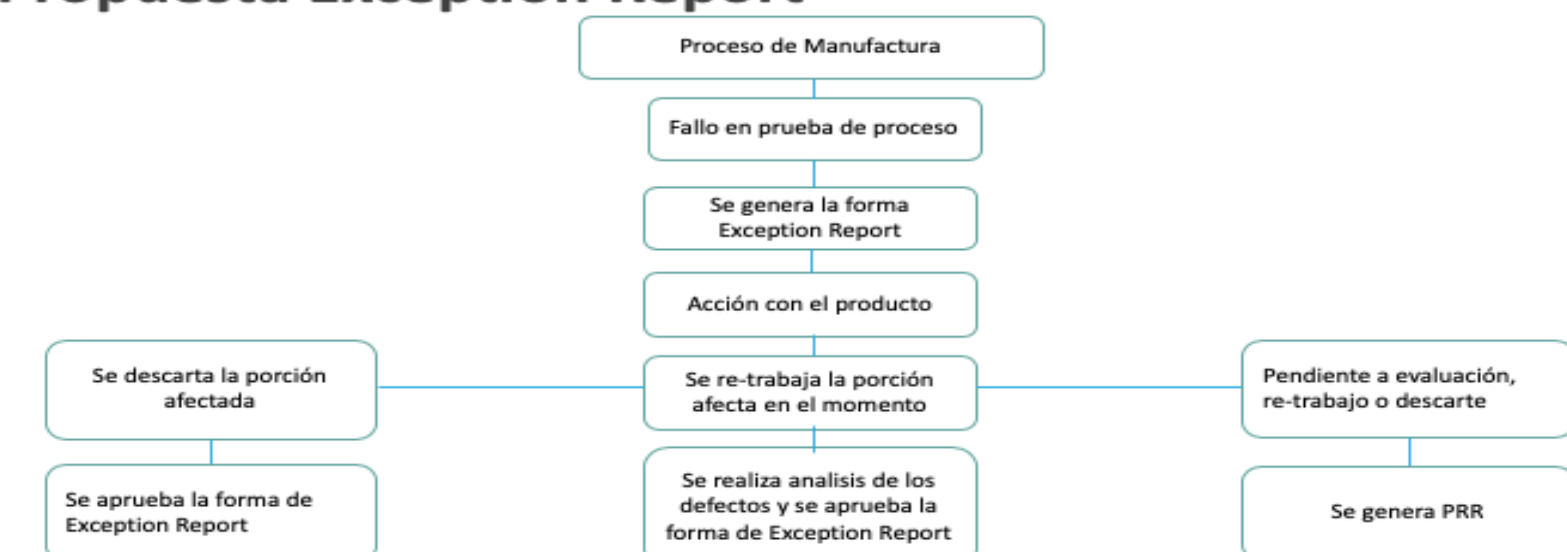 Propuesta Exception Report
Proceso de Manufactura
Fallo en prueba de proceso
Se genera la forma
Exception Report
Acción con el producto
Se descarta la porción
afectada
Se re-trabaja la porción
afecta en el momento
Pendiente a evaluación,
re-trabajo o descarte
Se aprueba la forma de
Exception Report
Se realiza analisis de los
defectos y se aprueba la
forma de Exception Report
Se genera PRR